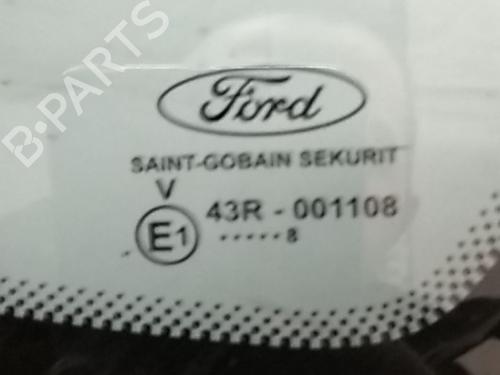 B-PARTS
Ford
SAINT-GOBAIN SEKURIT
V
E1 43R - 001108
·····8